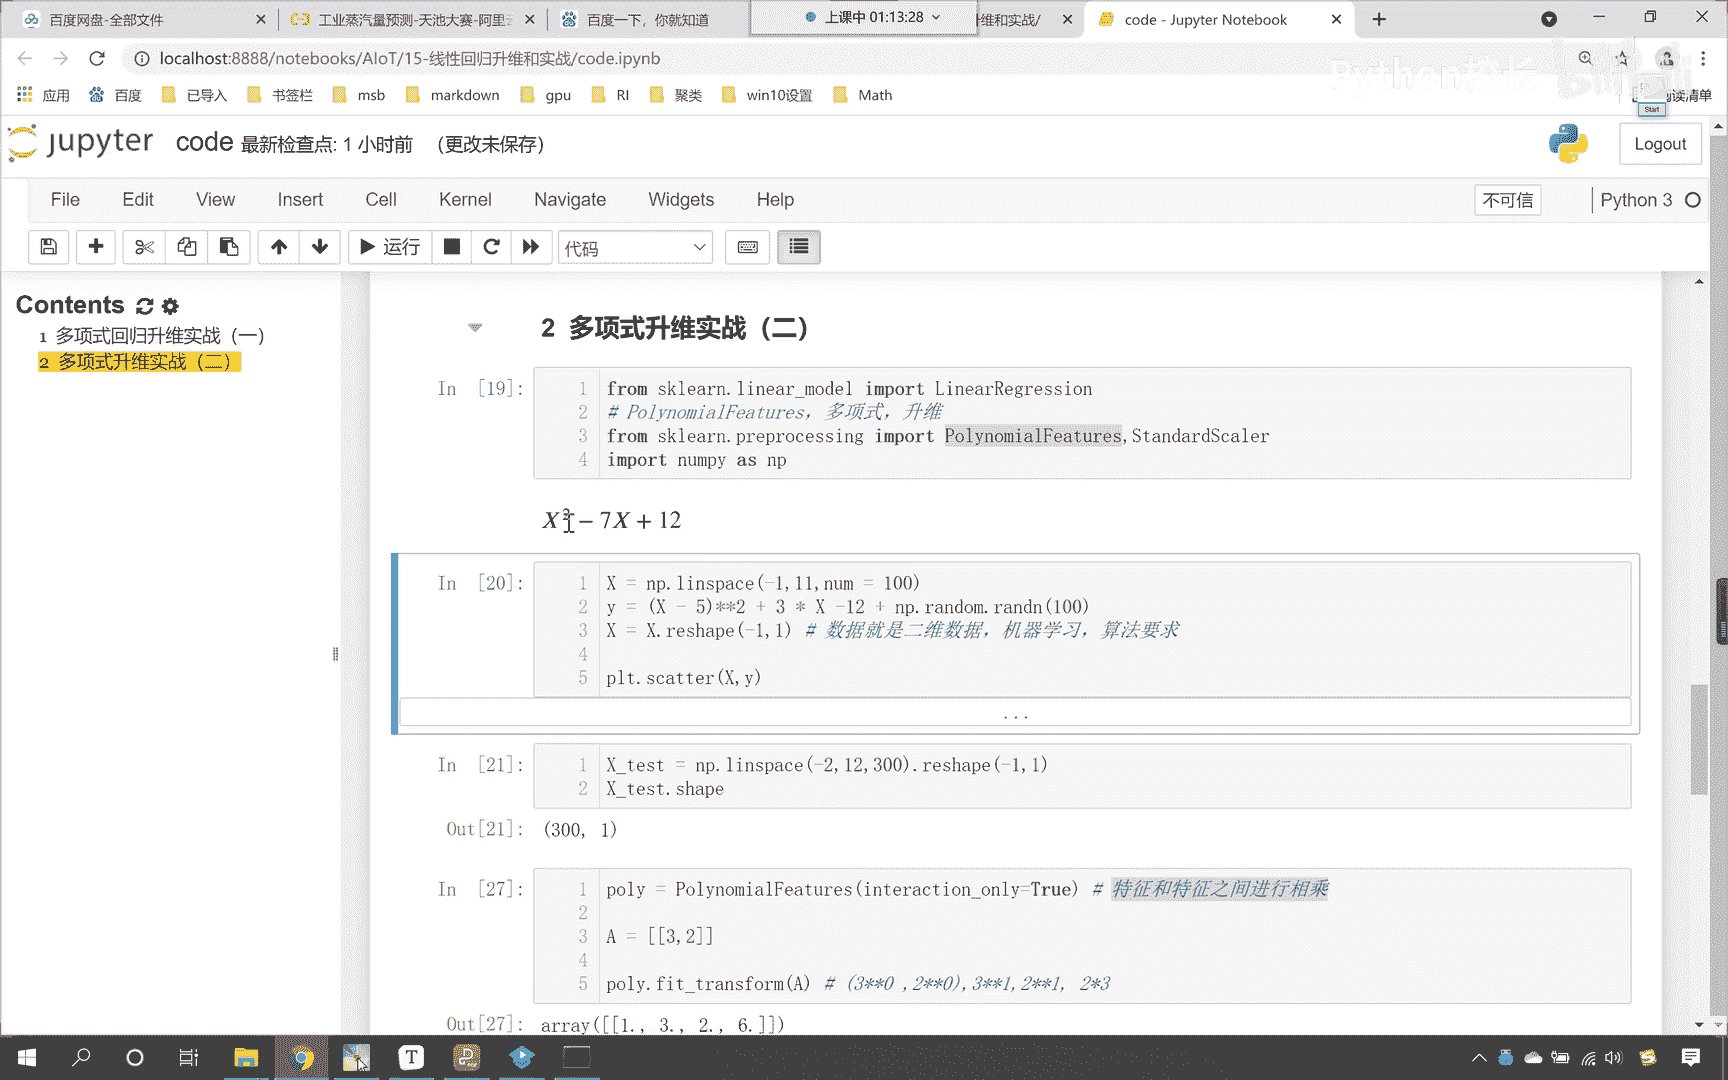 百度网盘-全部文件
工业蒸汽量预测-天池大赛-阿里云
百度一下，你就知道
上课中 01:13:28
维和实战/
code - Jupyter Notebook
localhost:8888/notebooks/AIoT/15-线性回归升维和实战/code.ipynb
Python校长
应用 百度 已导入 书签栏 msb markdown gpu RI 聚类 win10设置 Math 阅读清单
Start
jupyter code 最新检查点: 1 小时前 (更改未保存)
Logout
File Edit View Insert Cell Kernel Navigate Widgets Help
不可信 Python 3
运行 代码
Contents
1 多项式回归升维实战（一）
2 多项式升维实战（二）
2 多项式升维实战（二）
In [19]:
1 from sklearn.linear_model import LinearRegression
2 # PolynomialFeatures, 多项式, 升维
3 from sklearn.preprocessing import PolynomialFeatures,StandardScaler
4 import numpy as np
X² − 7X + 12
In [20]:
1 X = np.linspace(-1,11,num = 100)
2 y = (X - 5)**2 + 3 * X -12 + np.random.randn(100)
3 X = X.reshape(-1,1) # 数据就是二维数据, 机器学习, 算法要求
4
5 plt.scatter(X,y)
...
In [21]:
1 X_test = np.linspace(-2,12,300).reshape(-1,1)
2 X_test.shape
Out[21]: (300, 1)
In [27]:
1 poly = PolynomialFeatures(interaction_only=True) # 特征和特征之间进行相乘
2
3 A = [[3,2]]
4
5 poly.fit_transform(A) # (3**0 ,2**0),3**1,2**1, 2*3
Out[27]: array([[1., 3., 2., 6.]])